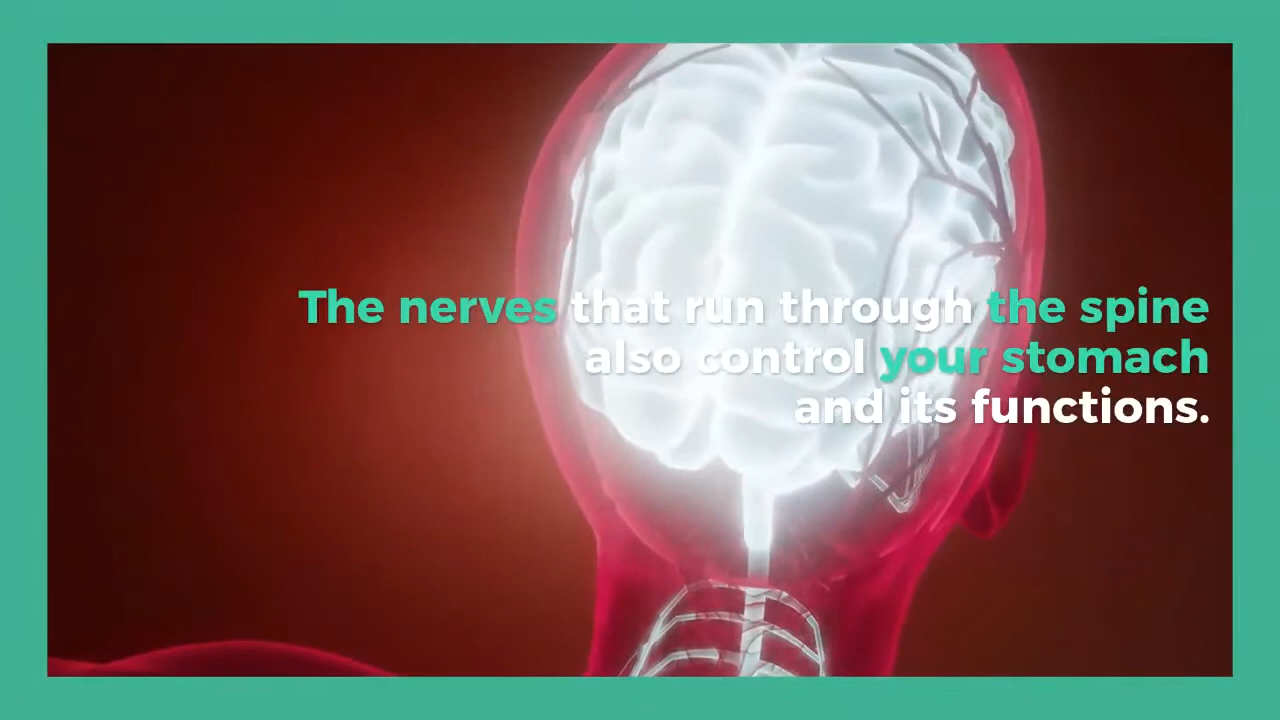 The nerves that run through the spine
also control your stomach
and its functions.